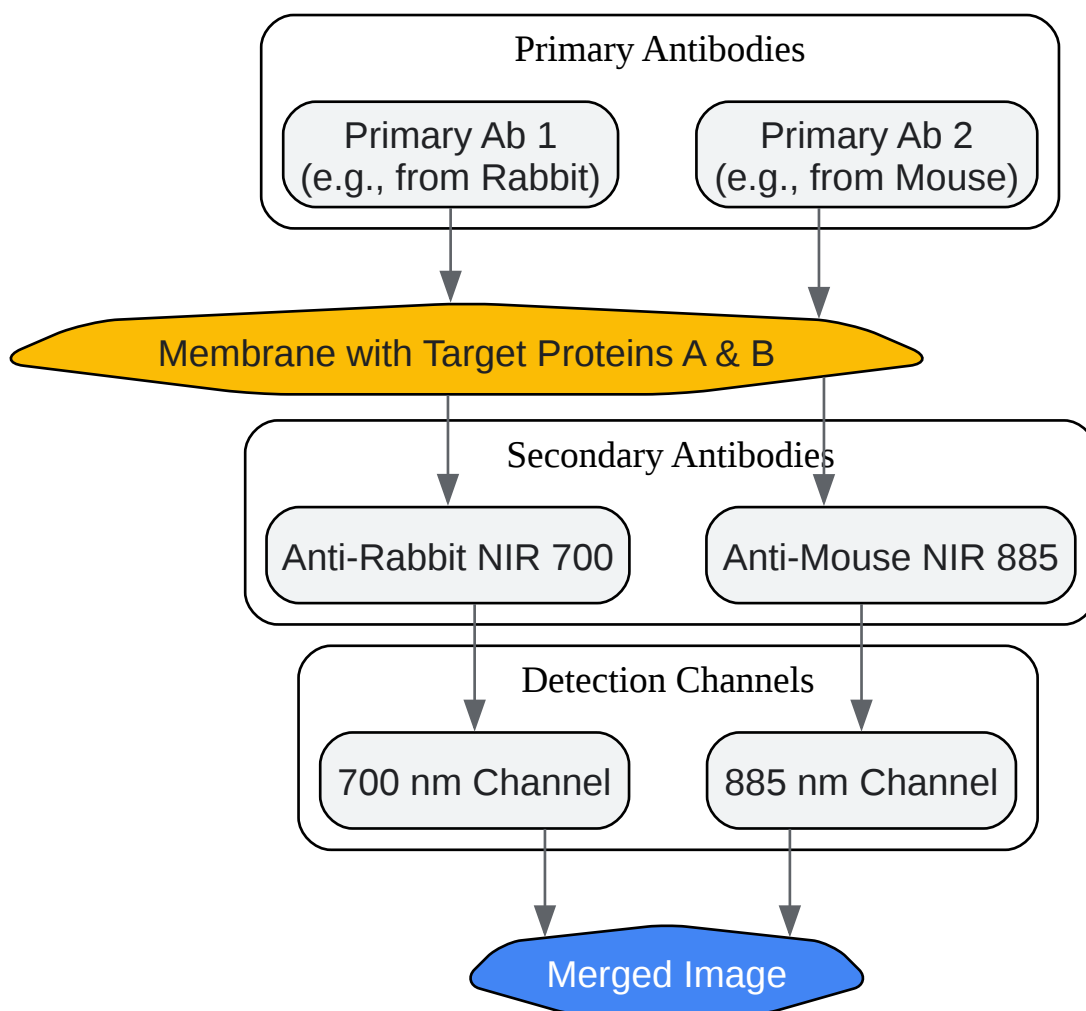 Primary Antibodies
Primary Ab 1
(e.g., from Rabbit)
Primary Ab 2
(e.g., from Mouse)
Membrane with Target Proteins A & B
Secondary Antibodies
Anti-Rabbit NIR 700
Anti-Mouse NIR 885
Detection Channels
700 nm Channel
885 nm Channel
Merged Image